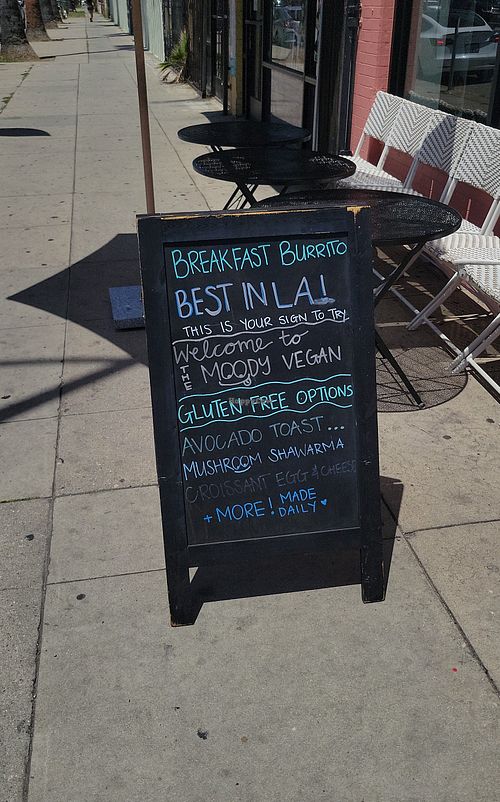 BREAKFAST BURRITO
BEST IN LA!
THIS IS YOUR SIGN TO TRY
Welcome to
THE MOODY VEGAN
GLUTEN-FREE OPTIONS
AVOCADO TOAST...
MUSHROOM SHAWARMA
CROISSANT EGG & CHEESE
+ MORE! MADE DAILY